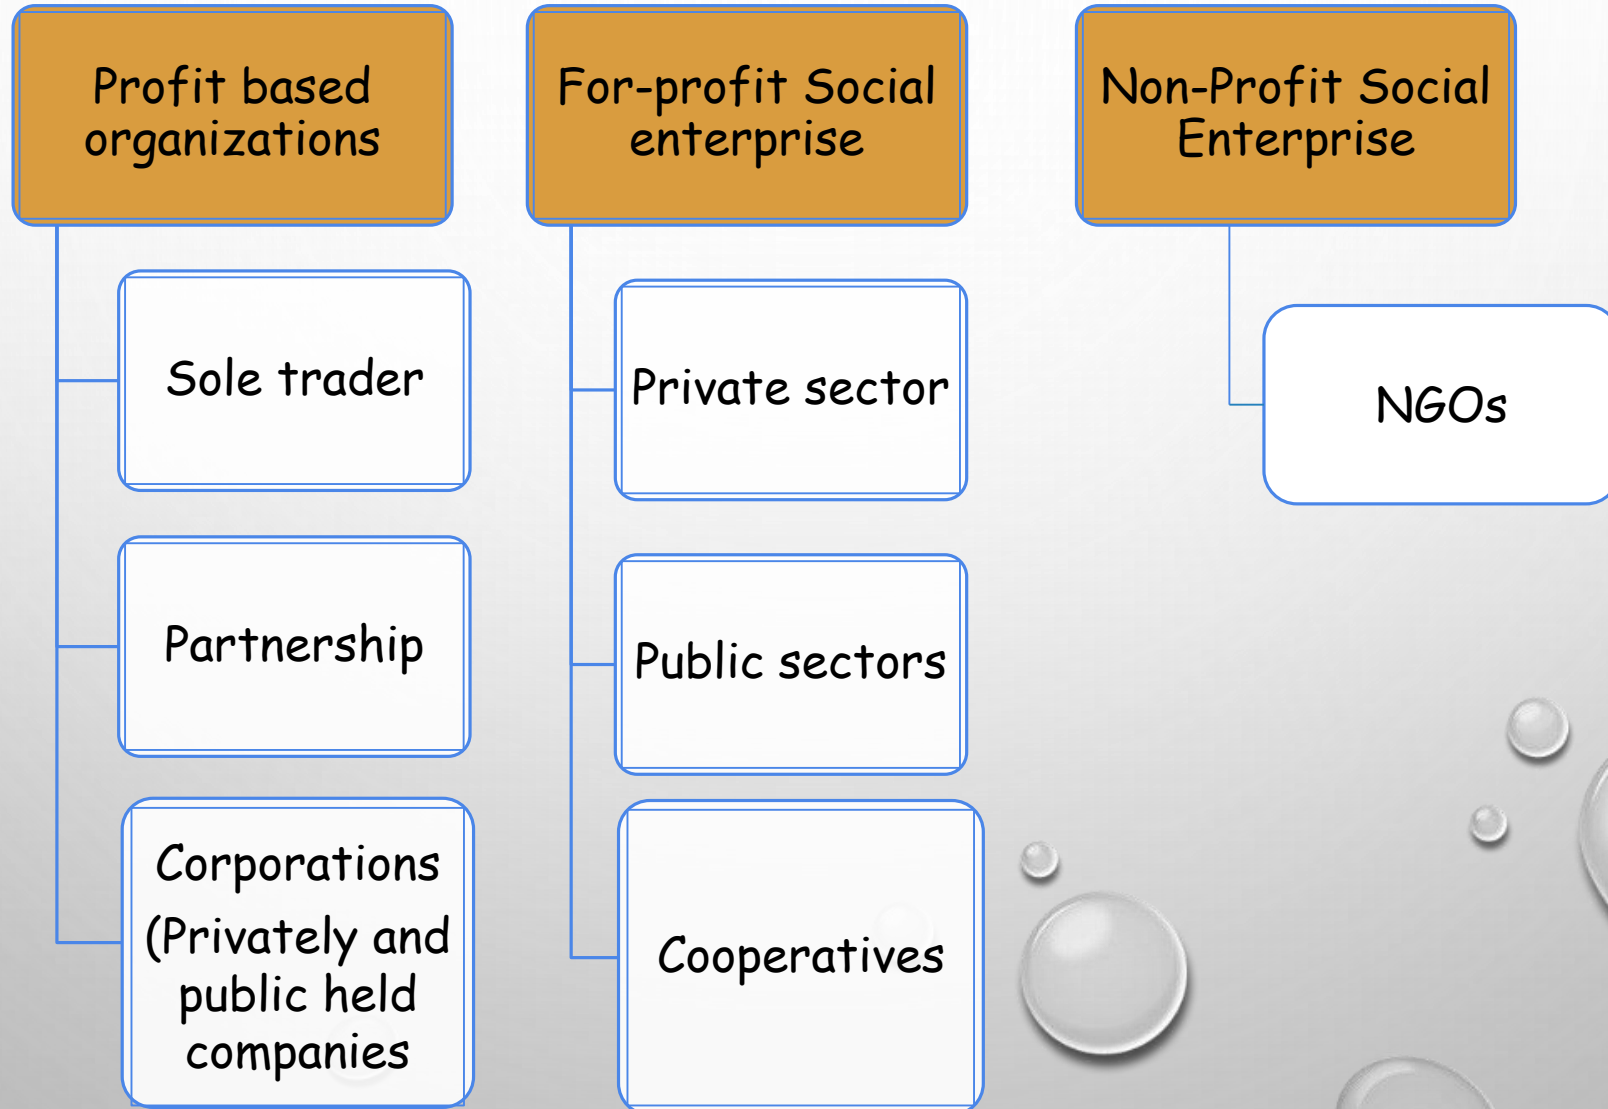 Profit based
organizations
Sole trader
Partnership
Corporations
(Privately and
public held
companies
For-profit Social
enterprise
Private sector
Public sectors
Cooperatives
Non-Profit Social
Enterprise
NGOs